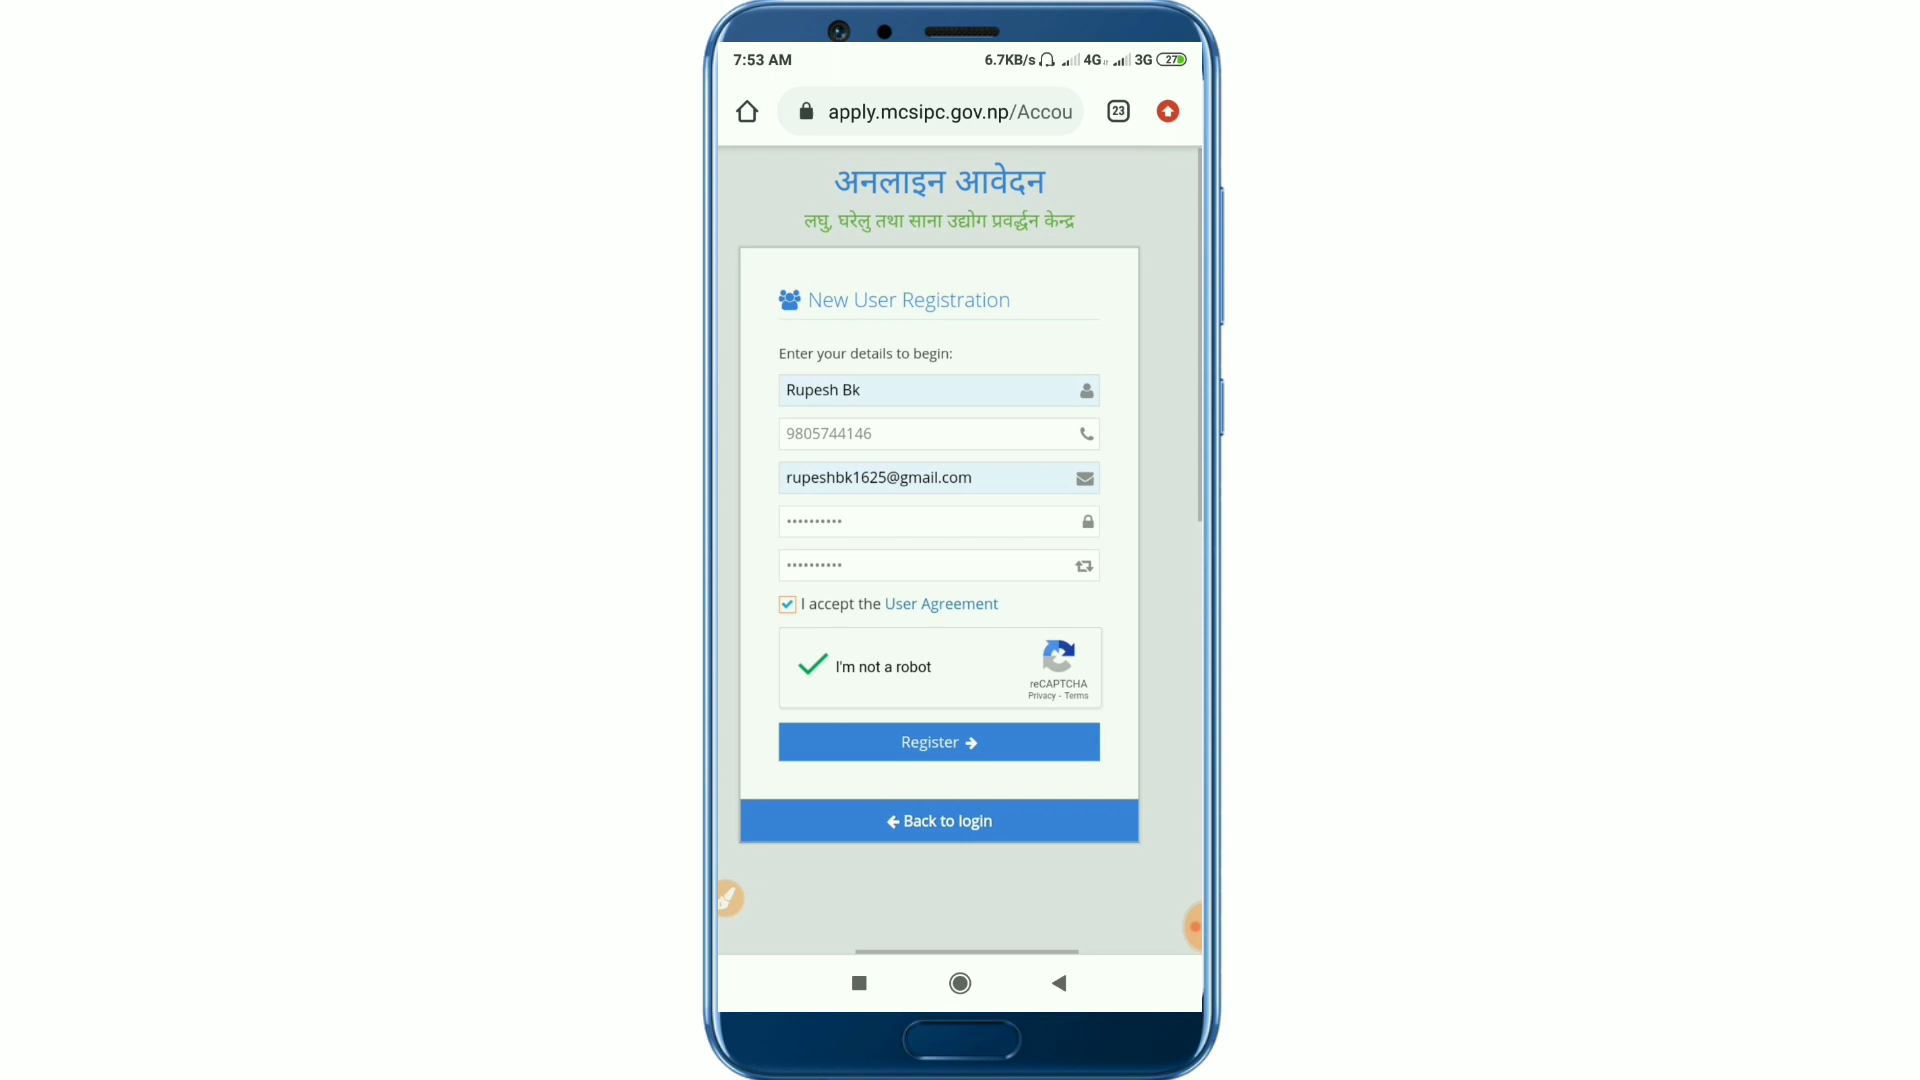 7:53 AM
6.7KB/s 4G 3G 27
apply.mcsipc.gov.np/Accou
23
अनलाइन आवेदन
लघु, घरेलु तथा साना उद्योग प्रवर्द्धन केन्द्र
New User Registration
Enter your details to begin:
Rupesh Bk
9805744146
rupeshbk1625@gmail.com
••••••••••
••••••••••
I accept the User Agreement
I'm not a robot
reCAPTCHA
Privacy - Terms
Register
Back to login